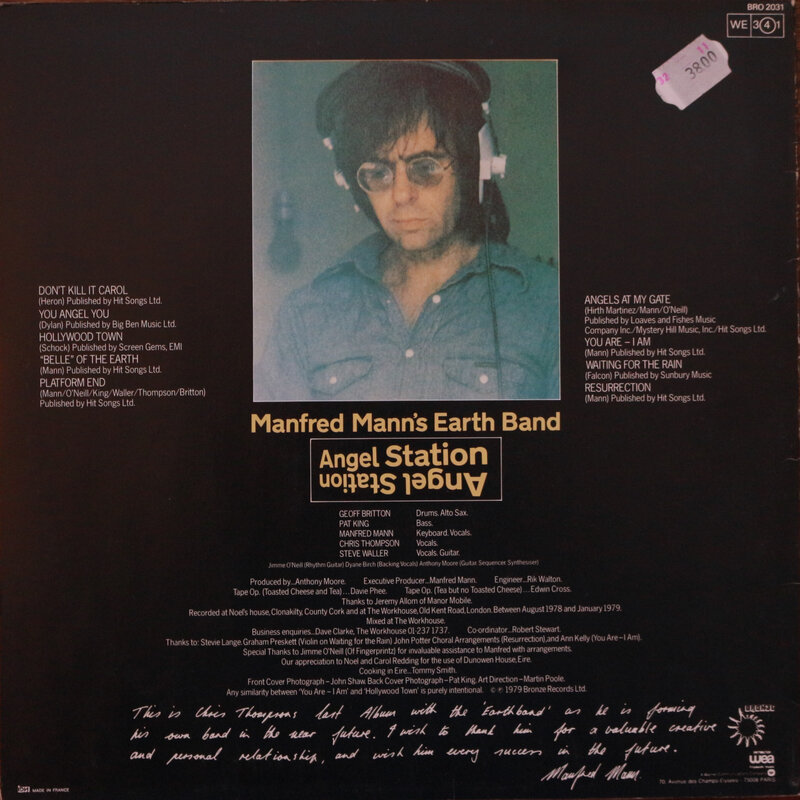 BRO 2031
WE 341
11
32
3800
DON'T KILL IT CAROL
(Heron) Published by Hit Songs Ltd.
YOU ANGEL YOU
(Dylan) Published by Big Ben Music Ltd.
HOLLYWOOD TOWN
(Schock) Published by Screen Gems, EMI
"BELLE" OF THE EARTH
(Mann) Published by Hit Songs Ltd.
PLATFORM END
(Mann/O'Neill/King/Waller/Thompson/Britton)
Published by Hit Songs Ltd.
ANGELS AT MY GATE
(Hirth Martinez/Mann/O'Neill)
Published by Loaves and Fishes Music
Company Inc./Mystery Hill Music, Inc./Hit Songs Ltd.
YOU ARE – I AM
(Mann) Published by Hit Songs Ltd.
WAITING FOR THE RAIN
(Falcon) Published by Sunbury Music
RESURRECTION
(Mann) Published by Hit Songs Ltd.
Manfred Mann's Earth Band
Angel Station
Angel Station
GEOFF BRITTON Drums. Alto Sax.
PAT KING Bass.
MANFRED MANN Keyboard. Vocals.
CHRIS THOMPSON Vocals.
STEVE WALLER Vocals. Guitar.
Jimme O'Neill (Rhythm Guitar) Dyane Birch (Backing Vocals) Anthony Moore (Guitar. Sequencer. Synthesiser)
Produced by...Anthony Moore. Executive Producer...Manfred Mann. Engineer...Rik Walton.
Tape Op. (Toasted Cheese and Tea)....Davie Phee. Tape Op. (Tea but no Toasted Cheese)....Edwin Cross.
Thanks to Jeremy Allom of Manor Mobile.
Recorded at Noel's house, Clonakilty, County Cork and at The Workhouse, Old Kent Road, London. Between August 1978 and January 1979.
Mixed at The Workhouse.
Business enquiries...Dave Clarke, The Workhouse 01-237 1737. Co-ordinator...Robert Stewart.
Thanks to: Stevie Lange. Graham Preskett (Violin on Waiting for the Rain) John Potter Choral Arrangements (Resurrection), and Ann Kelly (You Are – I Am).
Special Thanks to Jimme O'Neill (Of Fingerprintz) for invaluable assistance to Manfred with arrangements.
Our appreciation to Noel and Carol Redding for the use of Dunowen House, Eire.
Cooking in Eire...Tommy Smith.
Front Cover Photograph – John Shaw. Back Cover Photograph – Pat King. Art Direction – Martin Poole.
Any similarity between 'You Are – I Am' and 'Hollywood Town' is purely intentional. © ℗ 1979 Bronze Records Ltd.
This is Chris Thompsons last Album with the 'Earthband' as he is forming
his own band in the near future. I wish to thank him for a valuable creative
and personal relationship, and wish him every success in the future.
Manfred Mann.
BRONZE
wea
70, Avenue des Champs-Elysées - 75008 PARIS
MADE IN FRANCE